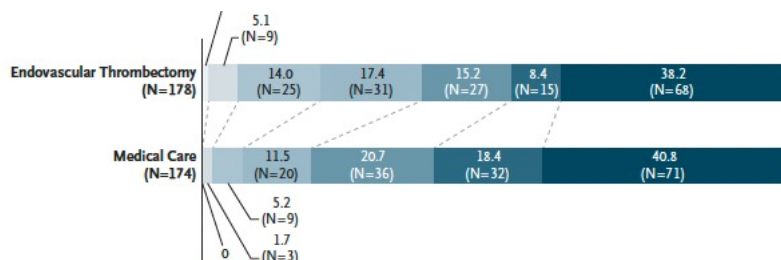 5.1
(N=9)
Endovascular Thrombectomy
(N=178)
14.0
(N=25)
17.4
(N=31)
15.2
(N=27)
8.4
(N=15)
38.2
(N=68)
Medical Care
(N=174)
11.5
(N=20)
20.7
(N=36)
18.4
(N=32)
40.8
(N=71)
5.2
(N=9)
1.7
(N=3)
0